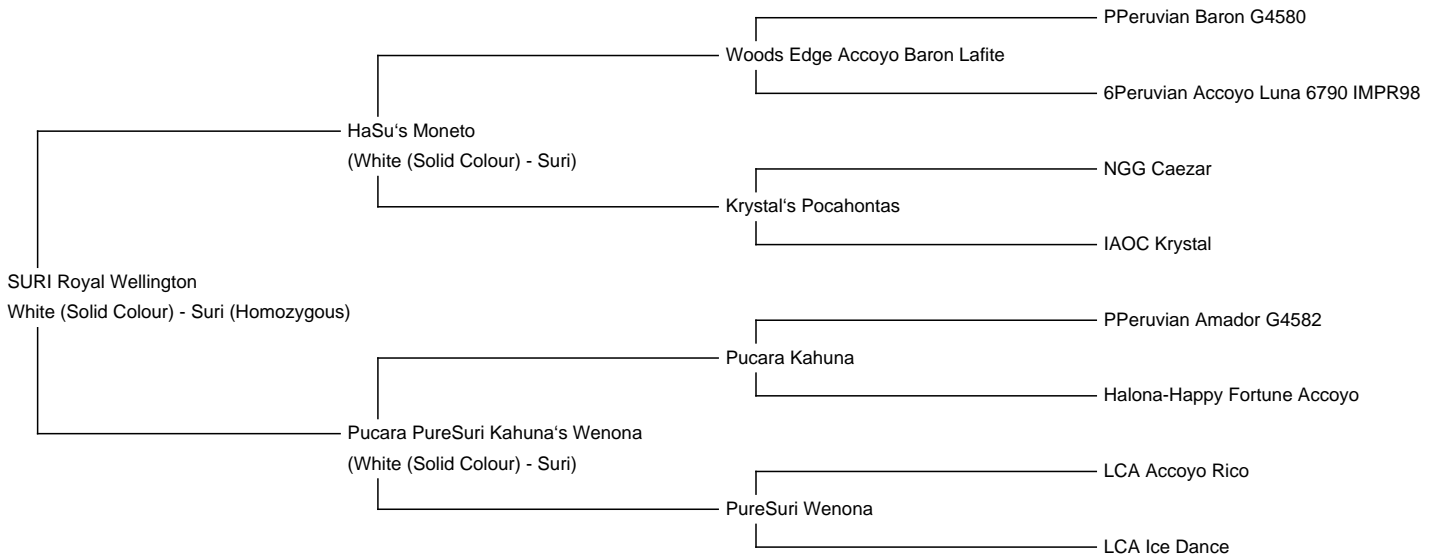 PPeruvian Baron G4580
Woods Edge Accoyo Baron Lafite
6Peruvian Accoyo Luna 6790 IMPR98
HaSu‘s Moneto
(White (Solid Colour) - Suri)
NGG Caezar
Krystal‘s Pocahontas
IAOC Krystal
SURI Royal Wellington
White (Solid Colour) - Suri (Homozygous)
PPeruvian Amador G4582
Pucara Kahuna
Halona-Happy Fortune Accoyo
Pucara PureSuri Kahuna‘s Wenona
(White (Solid Colour) - Suri)
LCA Accoyo Rico
PureSuri Wenona
LCA Ice Dance